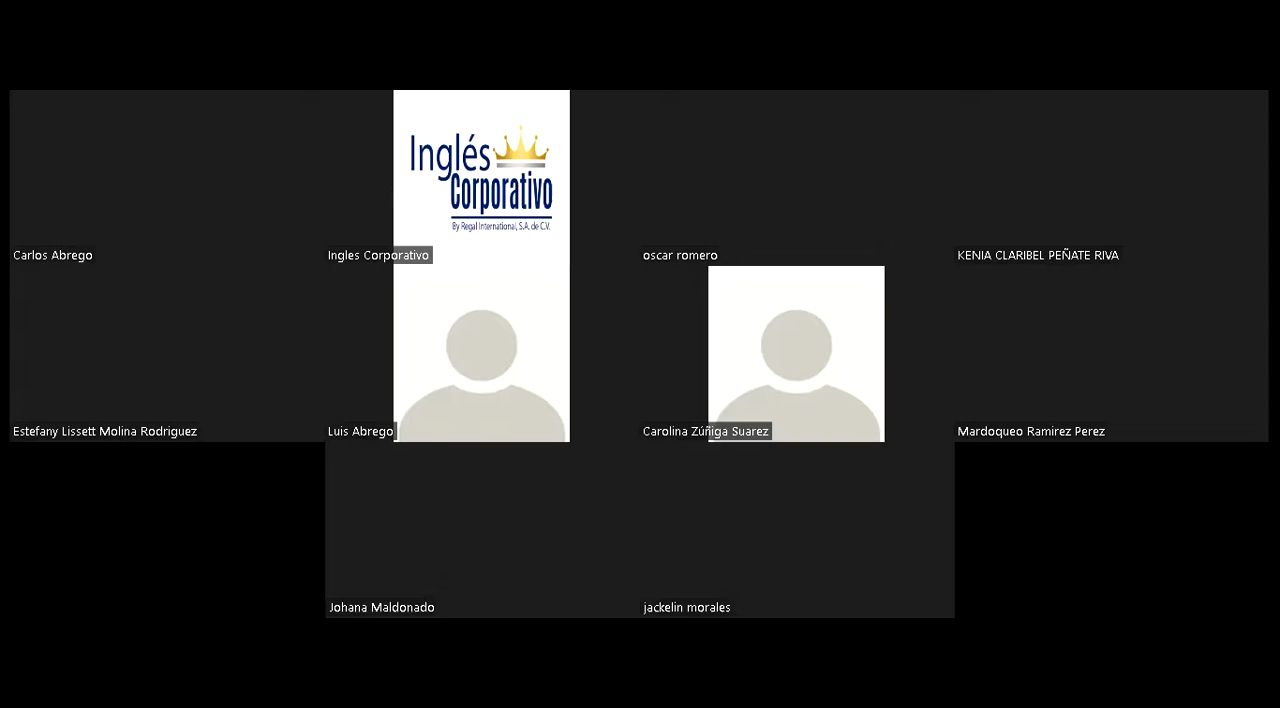 Inglés
Corporativo
By Regal International, S.A. de C.V.
Carlos Abrego
Ingles Corporativo
oscar romero
KENIA CLARIBEL PEÑATE RIVA
Estefany Lissett Molina Rodriguez
Luis Abrego
Carolina Zúñiga Suarez
Mardoqueo Ramirez Perez
Johana Maldonado
jackelin morales